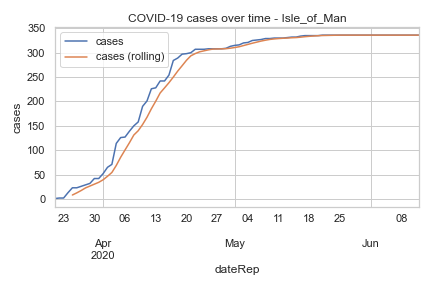 COVID-19 cases over time - Isle_of_Man
cases
cases (rolling)
350
300
250
200
150
100
50
0
cases
23 30 06 13 20 27 04 11 18 25 08
Apr May Jun
2020
dateRep